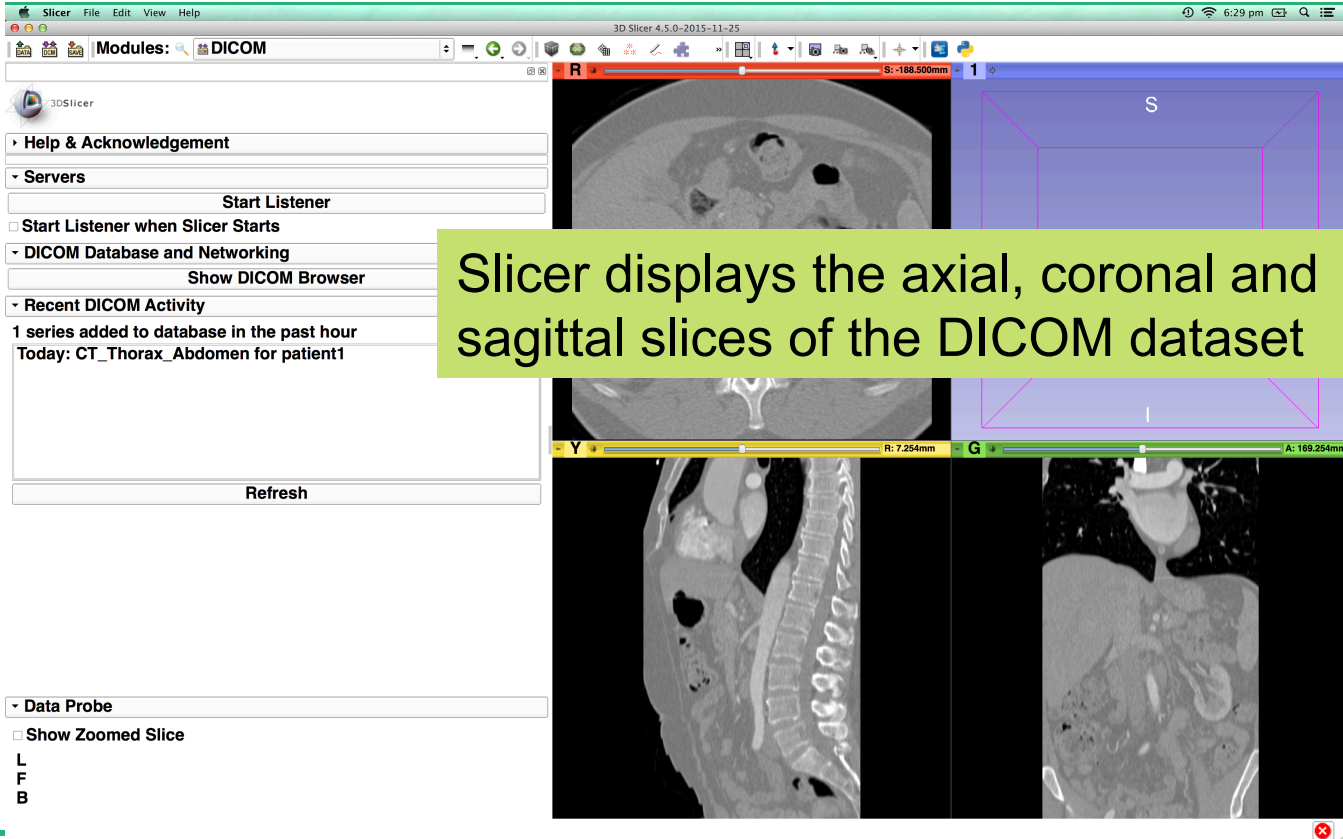 Slicer File Edit View Help
6:29 pm
3D Slicer 4.5.0-2015-11-25
DATA DCM SAVE Modules: DCM DICOM
3DSlicer
Help & Acknowledgement
Servers
Start Listener
Start Listener when Slicer Starts
DICOM Database and Networking
Show DICOM Browser
Recent DICOM Activity
1 series added to database in the past hour
Today: CT_Thorax_Abdomen for patient1
Refresh
Data Probe
Show Zoomed Slice
L
F
B
R S: -188.500mm
1
S
Slicer displays the axial, coronal and
sagittal slices of the DICOM dataset
I
Y R: 7.254mm
G A: 169.254mm